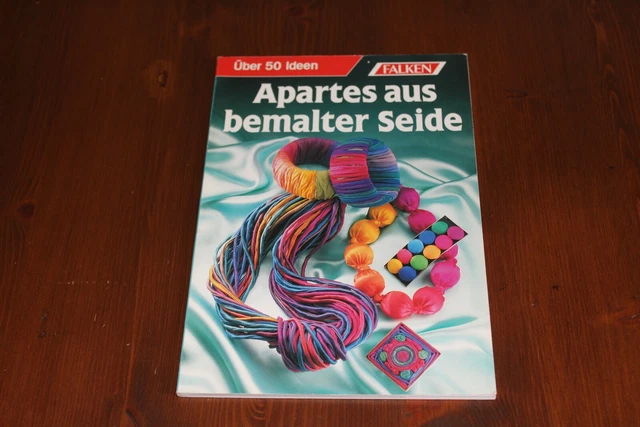 Über 50 Ideen
FALKEN
Apartes aus
bemalter Seide